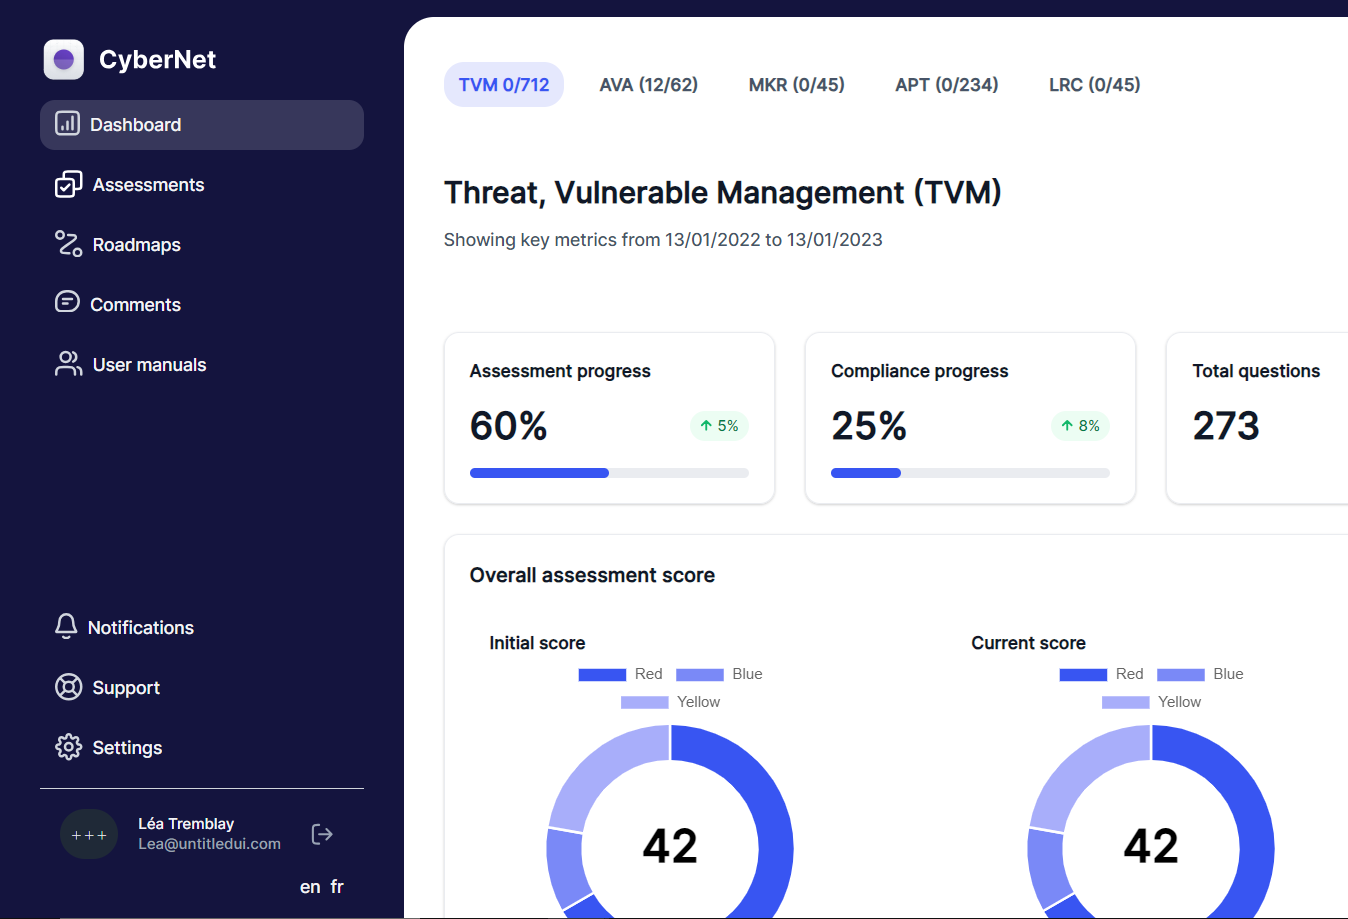 CyberNet
Dashboard
Assessments
Roadmaps
Comments
User manuals
Notifications
Support
Settings
+++
Léa Tremblay
Lea@untitledui.com
en fr
TVM 0/712 AVA (12/62) MKR (0/45) APT (0/234) LRC (0/45)
Threat, Vulnerable Management (TVM)
Showing key metrics from 13/01/2022 to 13/01/2023
Assessment progress
60% ↑ 5%
Compliance progress
25% ↑ 8%
Total questions
273
Overall assessment score
Initial score
Red Blue
Yellow
42
Current score
Red Blue
Yellow
42